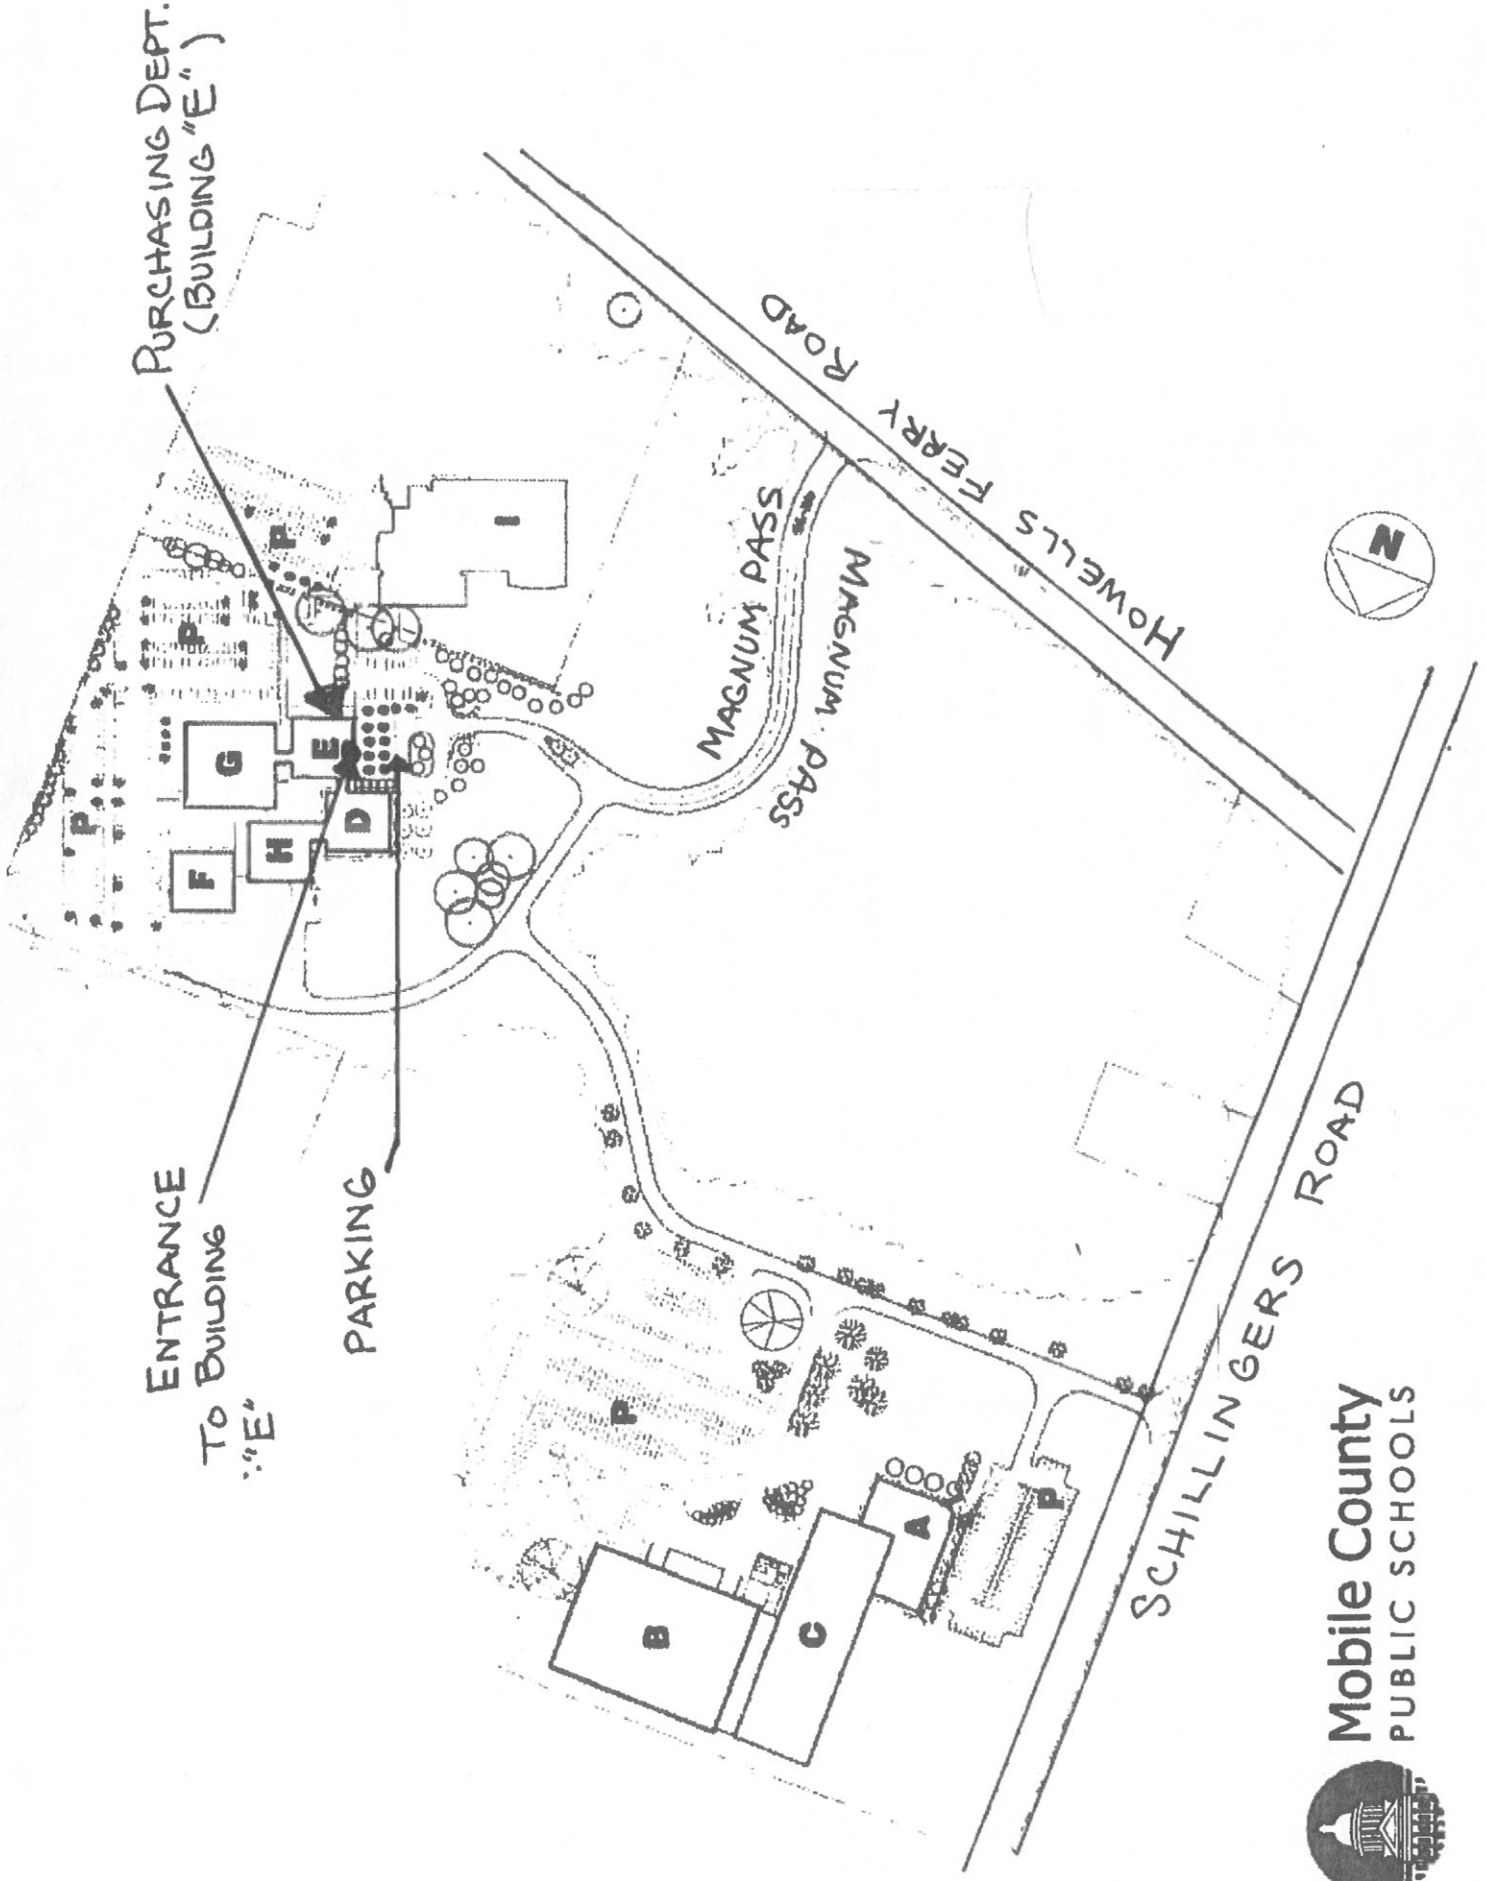 PURCHASING DEPT.
(BUILDING "E")
ENTRANCE
TO BUILDING
"E"
PARKING
P
P
P
G
E
F
H
D
I
MAGNUM PASS
MAGNUM PASS
HOWELLS FERRY ROAD
N
P
B
C
A
P
SCHILLINGERS ROAD
Mobile County
PUBLIC SCHOOLS